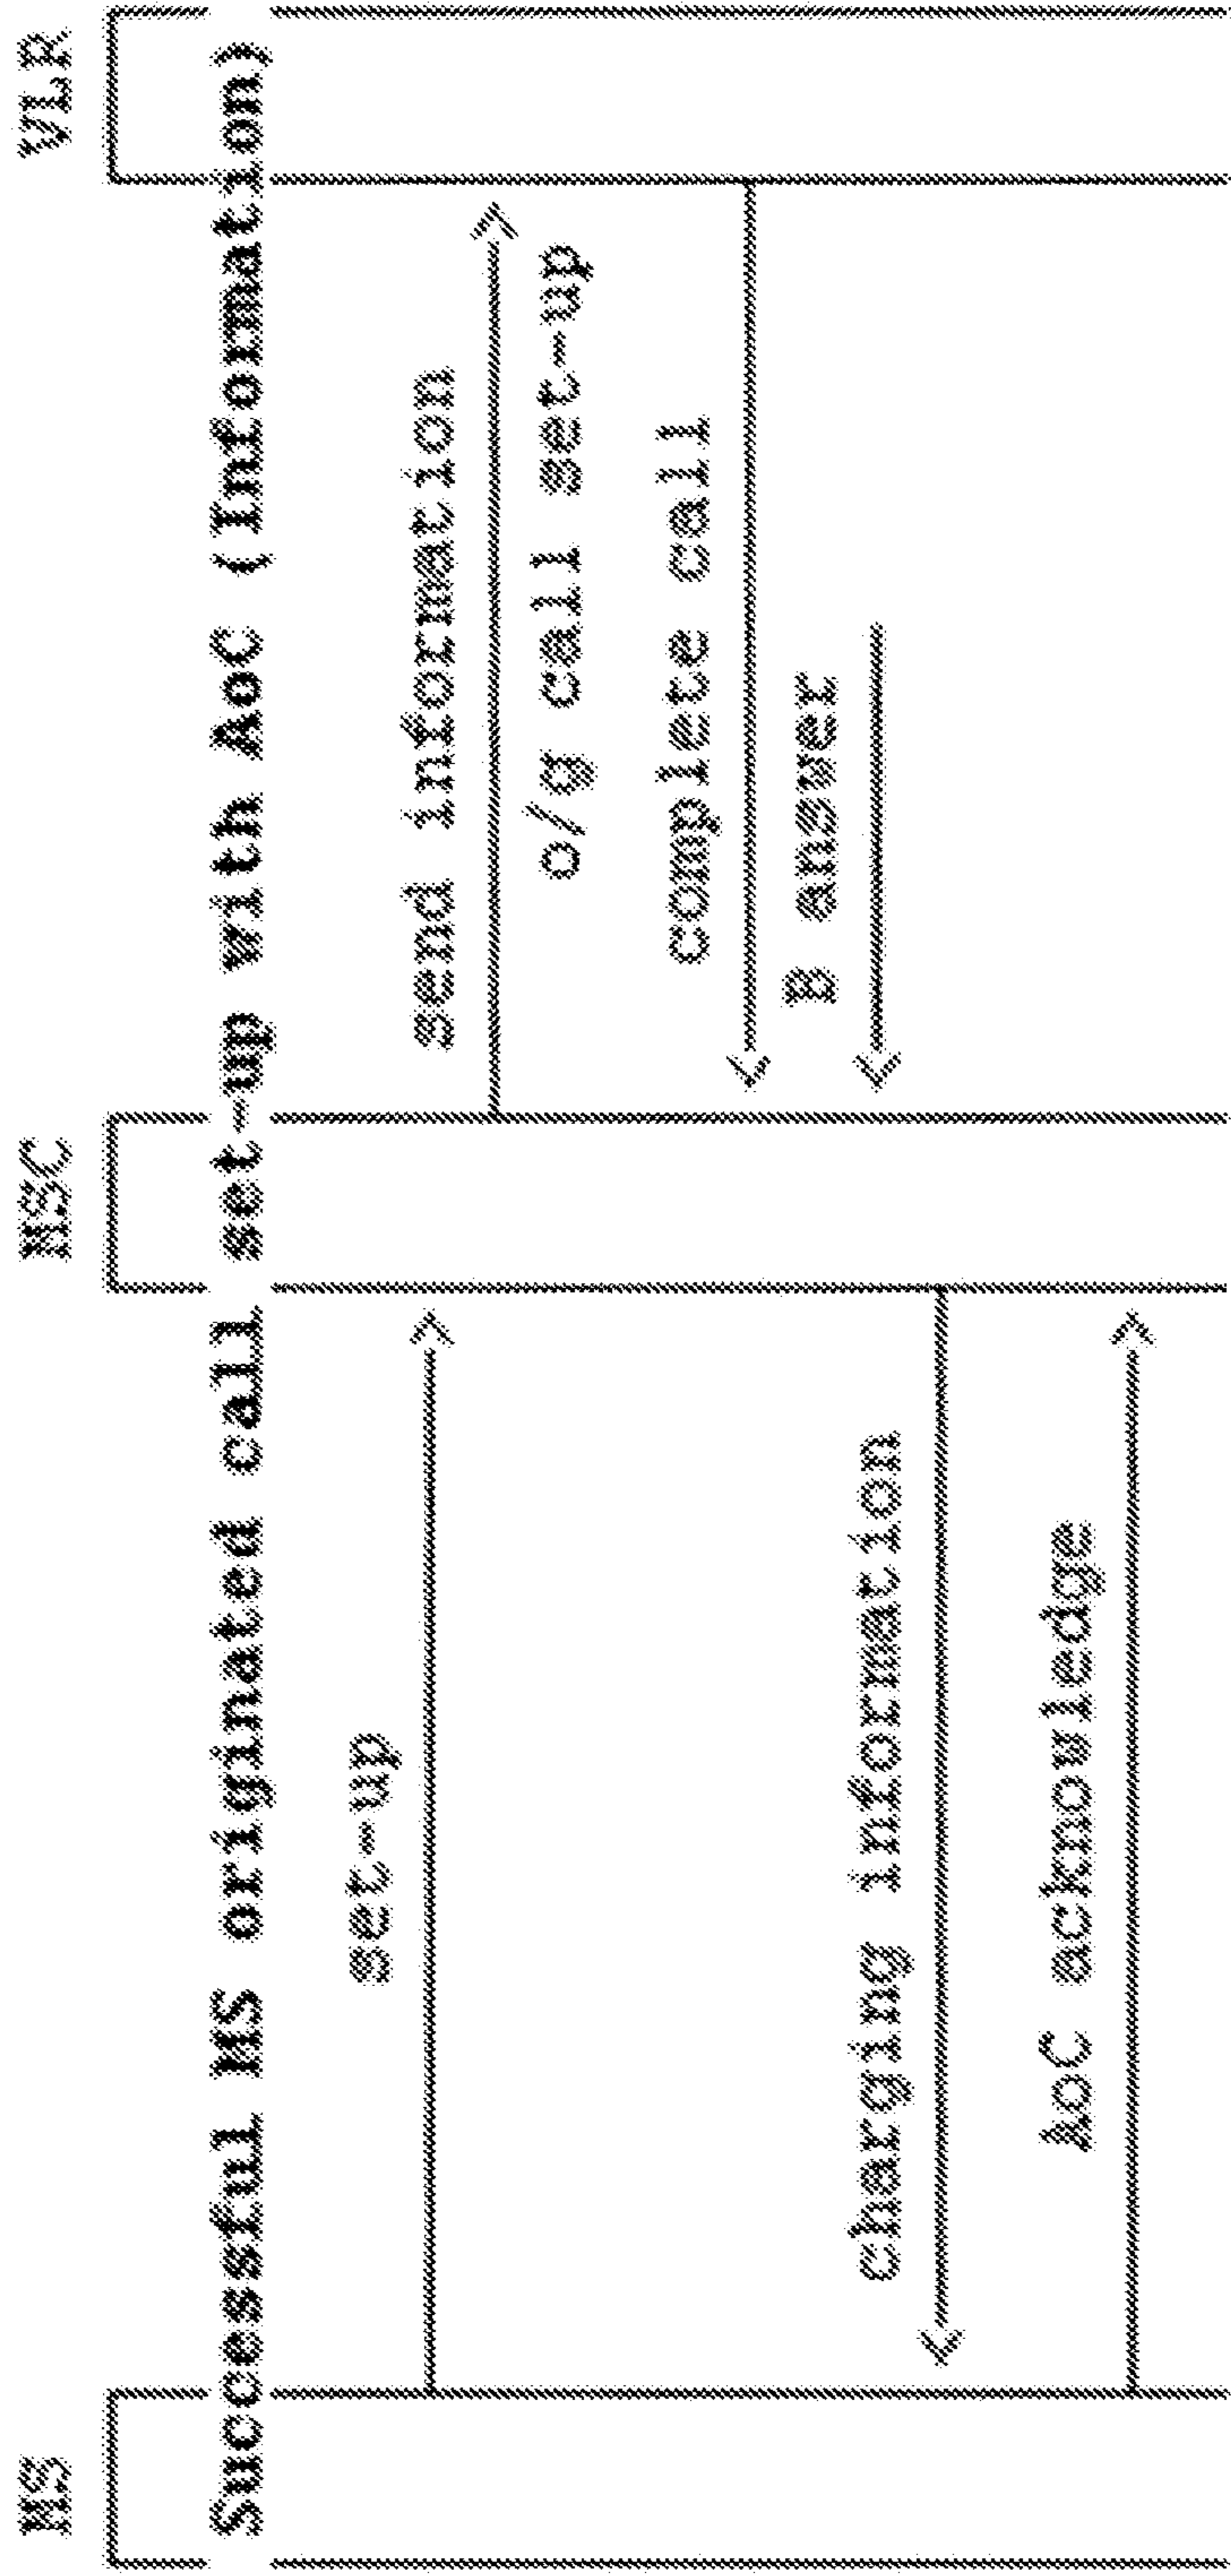 MS MSC VLR
Successful MS originated call set-up with AoC (Information)
set-up
send information
o/g call set-up
complete call
B answer
charging information
AoC acknowledge